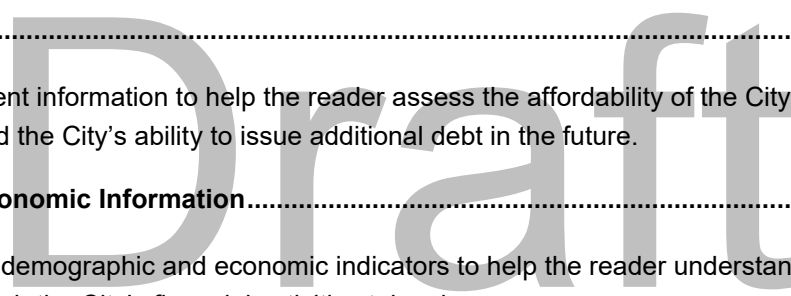 ...ent information to help the reader assess the affordability of the City
d the City's ability to issue additional debt in the future.
onomic Information
demographic and economic indicators to help the reader understan
Draft